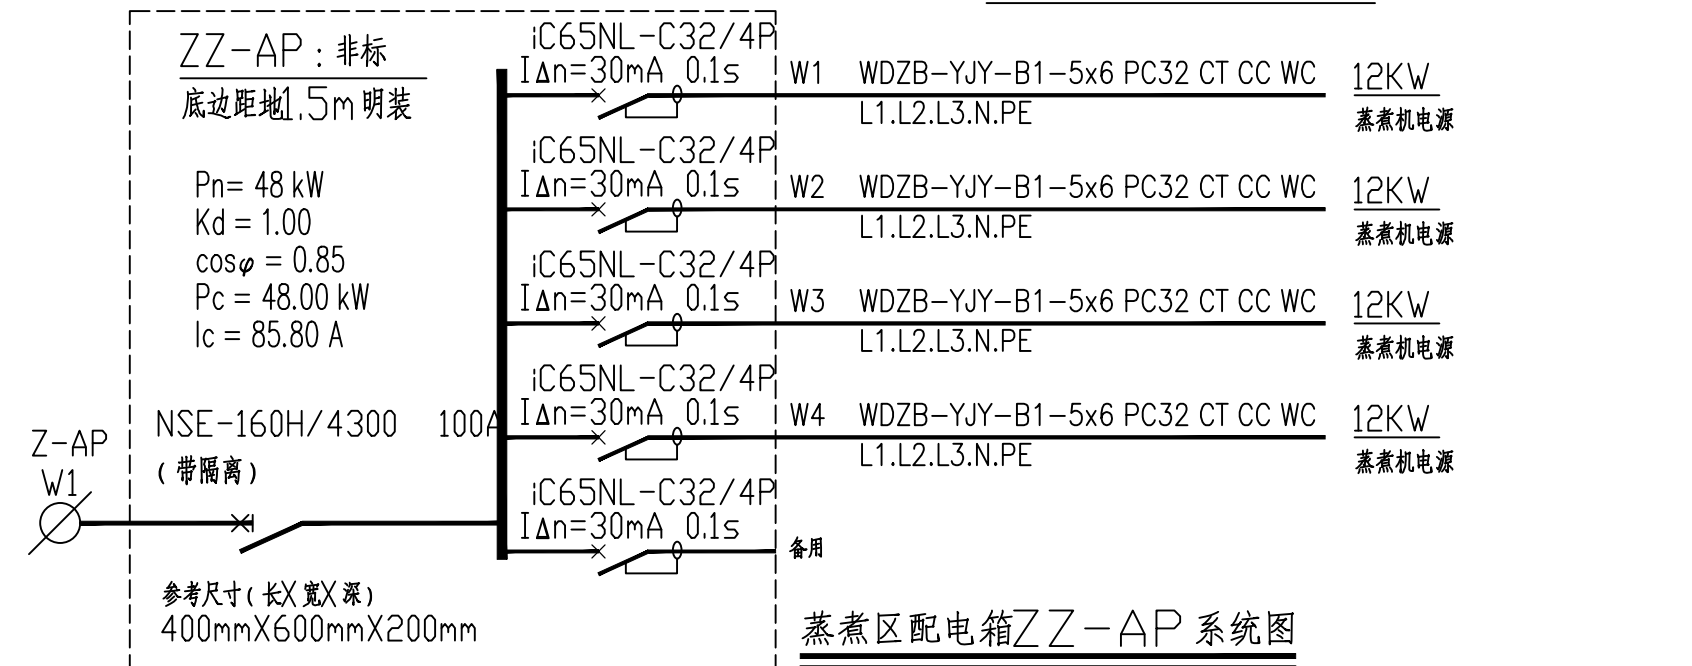 ZZ-AP：非标
底边距地1.5m明装
Pn= 48 kW
Kd = 1.00
cosφ = 0.85
Pc = 48.00 kW
Ic = 85.80 A
NSE-160H/4300 100A
(带隔离)
Z-AP
W1
参考尺寸(长X宽X深)
400mmX600mmX200mm
iC65NL-C32/4P
IΔn=30mA 0.1s W1 WDZB-YJY-B1-5x6 PC32 CT CC WC 12KW
L1.L2.L3.N.PE 蒸煮机电源
iC65NL-C32/4P
IΔn=30mA 0.1s W2 WDZB-YJY-B1-5x6 PC32 CT CC WC 12KW
L1.L2.L3.N.PE 蒸煮机电源
iC65NL-C32/4P
IΔn=30mA 0.1s W3 WDZB-YJY-B1-5x6 PC32 CT CC WC 12KW
L1.L2.L3.N.PE 蒸煮机电源
iC65NL-C32/4P
IΔn=30mA 0.1s W4 WDZB-YJY-B1-5x6 PC32 CT CC WC 12KW
L1.L2.L3.N.PE 蒸煮机电源
iC65NL-C32/4P
IΔn=30mA 0.1s 备用
蒸煮区配电箱ZZ-AP系统图